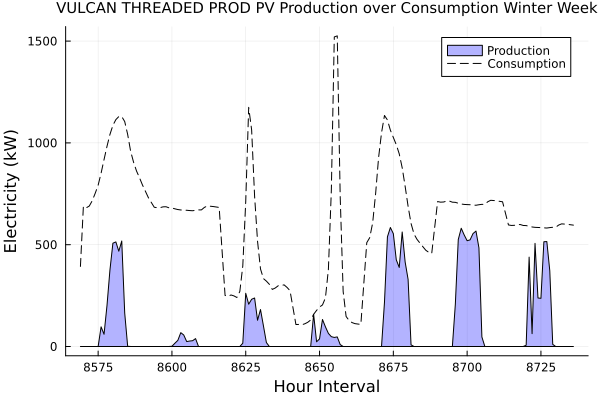 VULCAN THREADED PROD PV Production over Consumption Winter Week
1500
1000
500
0
Electricity (kW)
Production
Consumption
8575 8600 8625 8650 8675 8700 8725
Hour Interval